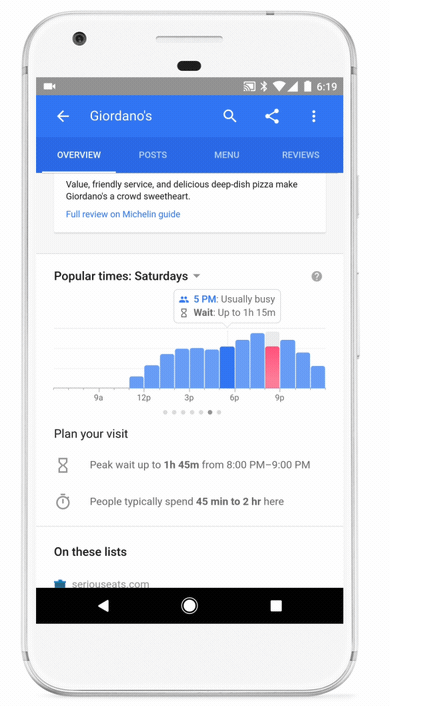 6:19
Giordano's
OVERVIEW POSTS MENU REVIEWS
Value, friendly service, and delicious deep-dish pizza make
Giordano's a crowd sweetheart.
Full review on Michelin guide
Popular times: Saturdays
5 PM: Usually busy
Wait: Up to 1h 15m
9a 12p 3p 6p 9p
Plan your visit
Peak wait up to 1h 45m from 8:00 PM–9:00 PM
People typically spend 45 min to 2 hr here
On these lists
seriouseats.com